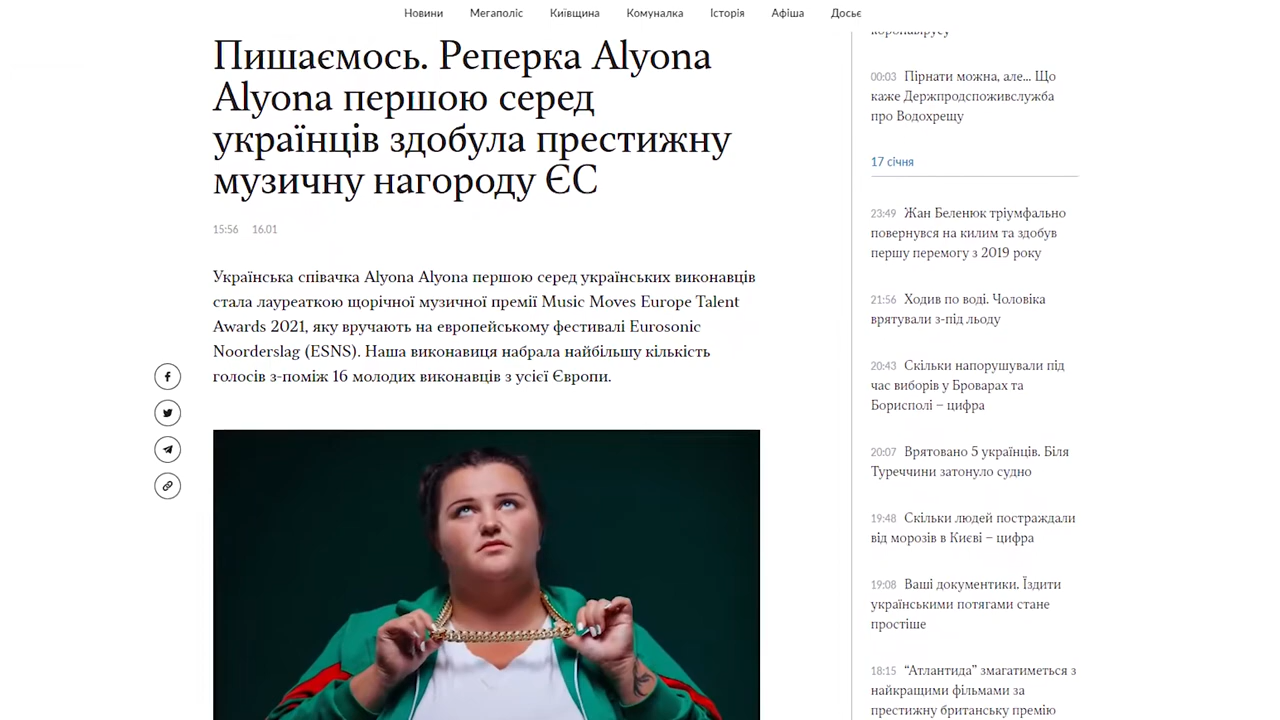 Новини Мегаполіс Київщина Комуналка Історія Афіша Досьє
Пишаємось. Реперка Alyona
Alyona першою серед
українців здобула престижну
музичну нагороду ЄС
15:56 16.01
Українська співачка Alyona Alyona першою серед українських виконавців
стала лауреаткою щорічної музичної премії Music Moves Europe Talent
Awards 2021, яку вручають на европейському фестивалі Eurosonic
Noorderslag (ESNS). Наша виконавиця набрала найбільшу кількість
голосів з-поміж 16 молодих виконавців з усієї Європи.
коронавірусу
00:03 Пірнати можна, але... Що
каже Держпродспоживслужба
про Водохрещу
17 січня
23:49 Жан Беленюк тріумфально
повернувся на килим та здобув
першу перемогу з 2019 року
21:56 Ходив по воді. Чоловіка
врятували з-під льоду
20:43 Скільки напорушували під
час виборів у Броварах та
Борисполі – цифра
20:07 Врятовано 5 українців. Біля
Туреччини затонуло судно
19:48 Скільки людей постраждали
від морозів в Києві – цифра
19:08 Ваші документики. Їздити
українськими потягами стане
простіше
18:15 “Атлантида” змагатиметься з
найкращими фільмами за
престижну британську премію